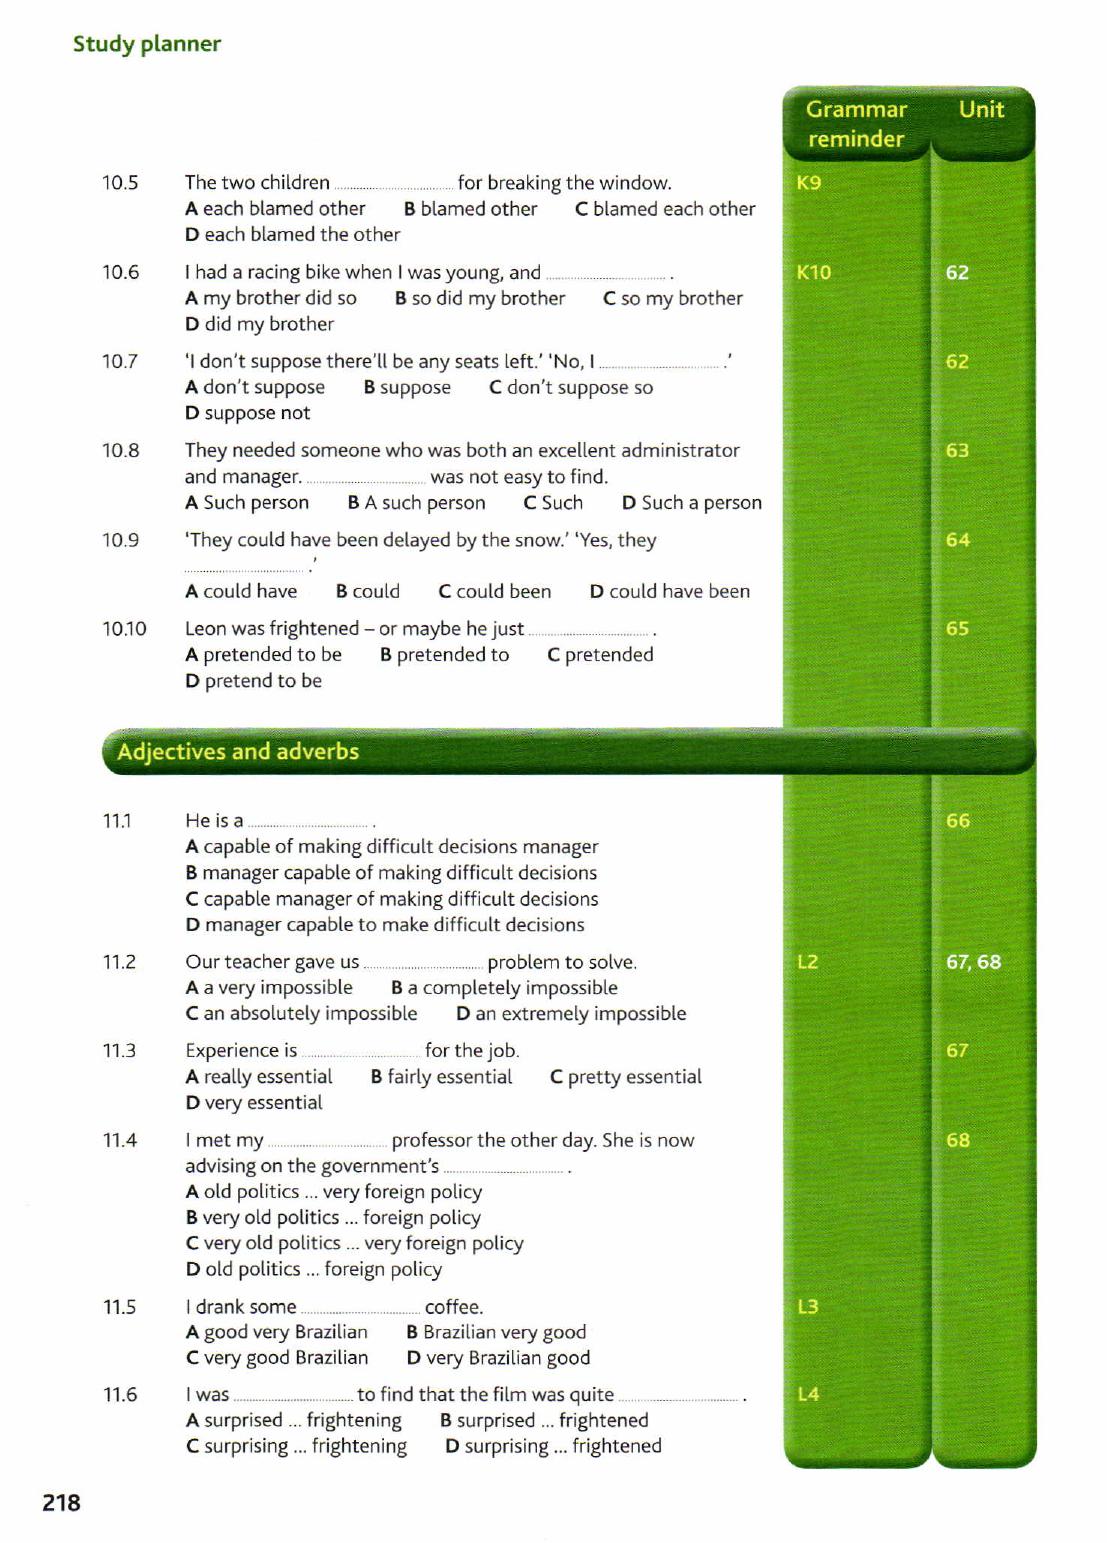 Study planner
Grammar reminder
Unit
10.5 The two children .................................... for breaking the window. K9
A each blamed other B blamed other C blamed each other
D each blamed the other
10.6 I had a racing bike when I was young, and .................................... . K10 62
A my brother did so B so did my brother C so my brother
D did my brother
10.7 ‘I don't suppose there'll be any seats left.’ ‘No, I .................................... .’ 62
A don't suppose B suppose C don't suppose so
D suppose not
10.8 They needed someone who was both an excellent administrator 63
and manager. .................................... was not easy to find.
A Such person B A such person C Such D Such a person
10.9 ‘They could have been delayed by the snow.’ ‘Yes, they 64
.................................... .’
A could have B could C could been D could have been
10.10 Leon was frightened – or maybe he just .................................... . 65
A pretended to be B pretended to C pretended
D pretend to be
Adjectives and adverbs
11.1 He is a .................................... . 66
A capable of making difficult decisions manager
B manager capable of making difficult decisions
C capable manager of making difficult decisions
D manager capable to make difficult decisions
11.2 Our teacher gave us .................................... problem to solve. L2 67, 68
A a very impossible B a completely impossible
C an absolutely impossible D an extremely impossible
11.3 Experience is .................................... for the job. 67
A really essential B fairly essential C pretty essential
D very essential
11.4 I met my .................................... professor the other day. She is now 68
advising on the government's .................................... .
A old politics ... very foreign policy
B very old politics ... foreign policy
C very old politics ... very foreign policy
D old politics ... foreign policy
11.5 I drank some .................................... coffee. L3
A good very Brazilian B Brazilian very good
C very good Brazilian D very Brazilian good
11.6 I was .................................... to find that the film was quite .................................... . L4
A surprised ... frightening B surprised ... frightened
C surprising ... frightening D surprising ... frightened
218